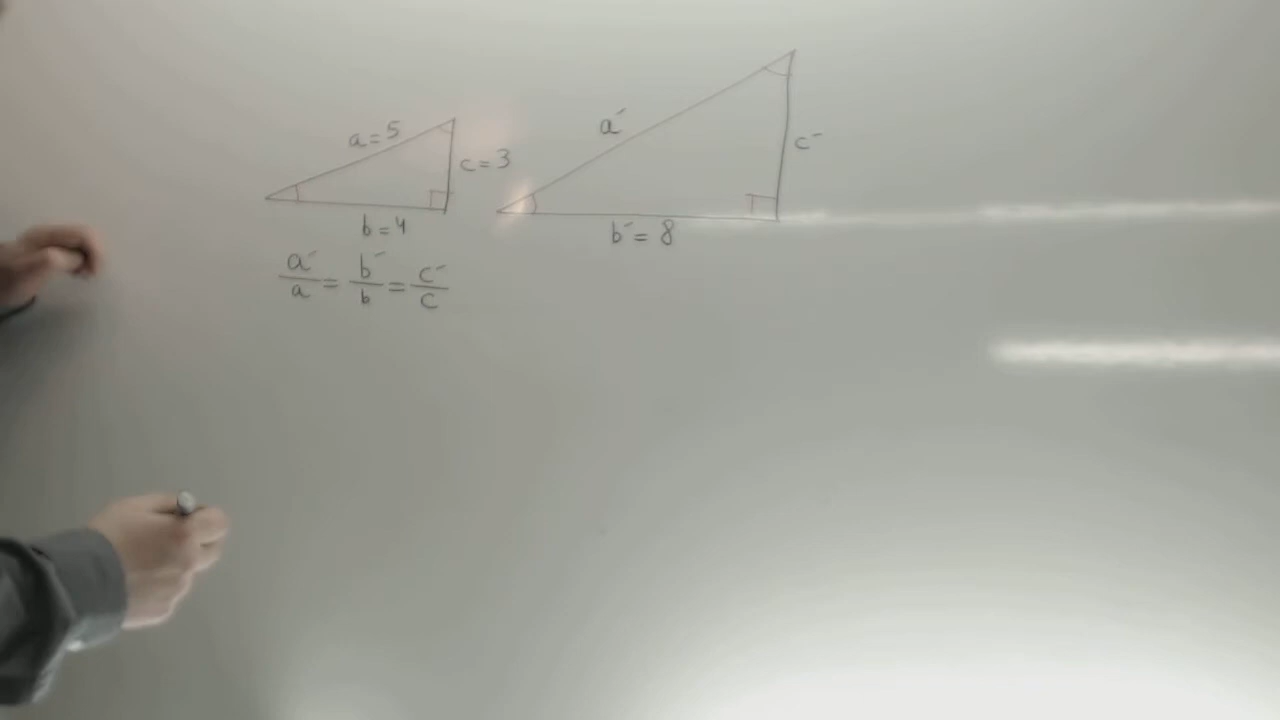 a = 5
c = 3
b = 4
a´
c´
b´ = 8
a´/a = b´/b = c´/c